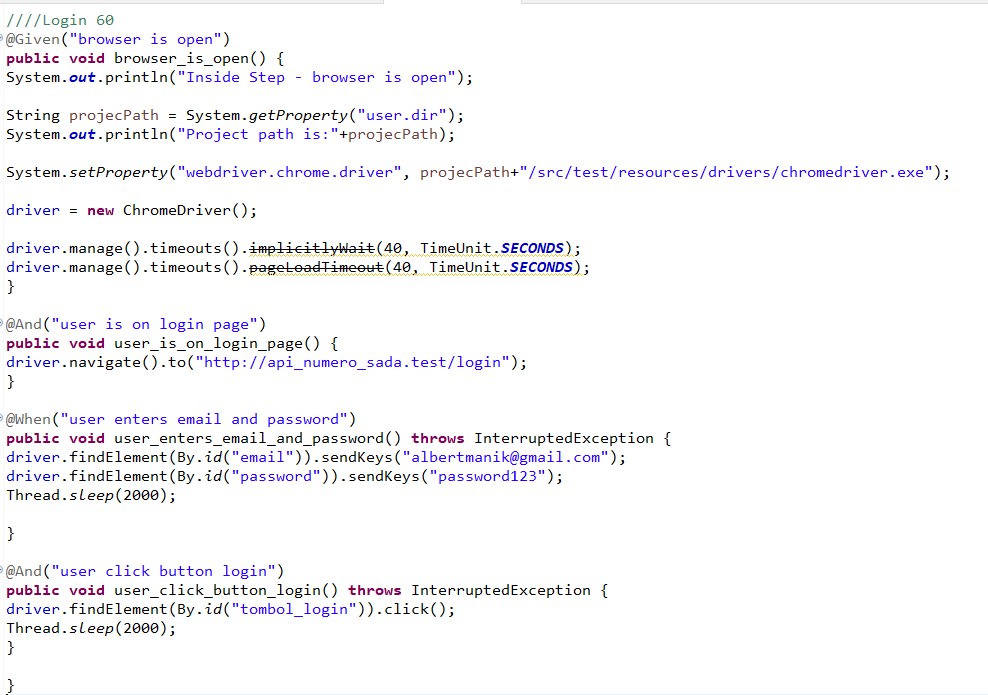 ////Login 60
@Given("browser is open")
public void browser_is_open() {
System.out.println("Inside Step - browser is open");
String projecPath = System.getProperty("user.dir");
System.out.println("Project path is:"+projecPath);
System.setProperty("webdriver.chrome.driver", projecPath+"/src/test/resources/drivers/chromedriver.exe");
driver = new ChromeDriver();
driver.manage().timeouts().implicitlyWait(40, TimeUnit.SECONDS);
driver.manage().timeouts().pageLoadTimeout(40, TimeUnit.SECONDS);
}
@And("user is on login page")
public void user_is_on_login_page() {
driver.navigate().to("http://api_numero_sada.test/login");
}
@When("user enters email and password")
public void user_enters_email_and_password() throws InterruptedException {
driver.findElement(By.id("email")).sendKeys("albertmanik@gmail.com");
driver.findElement(By.id("password")).sendKeys("password123");
Thread.sleep(2000);
}
@And("user click button login")
public void user_click_button_login() throws InterruptedException {
driver.findElement(By.id("tombol_login")).click();
Thread.sleep(2000);
}
}